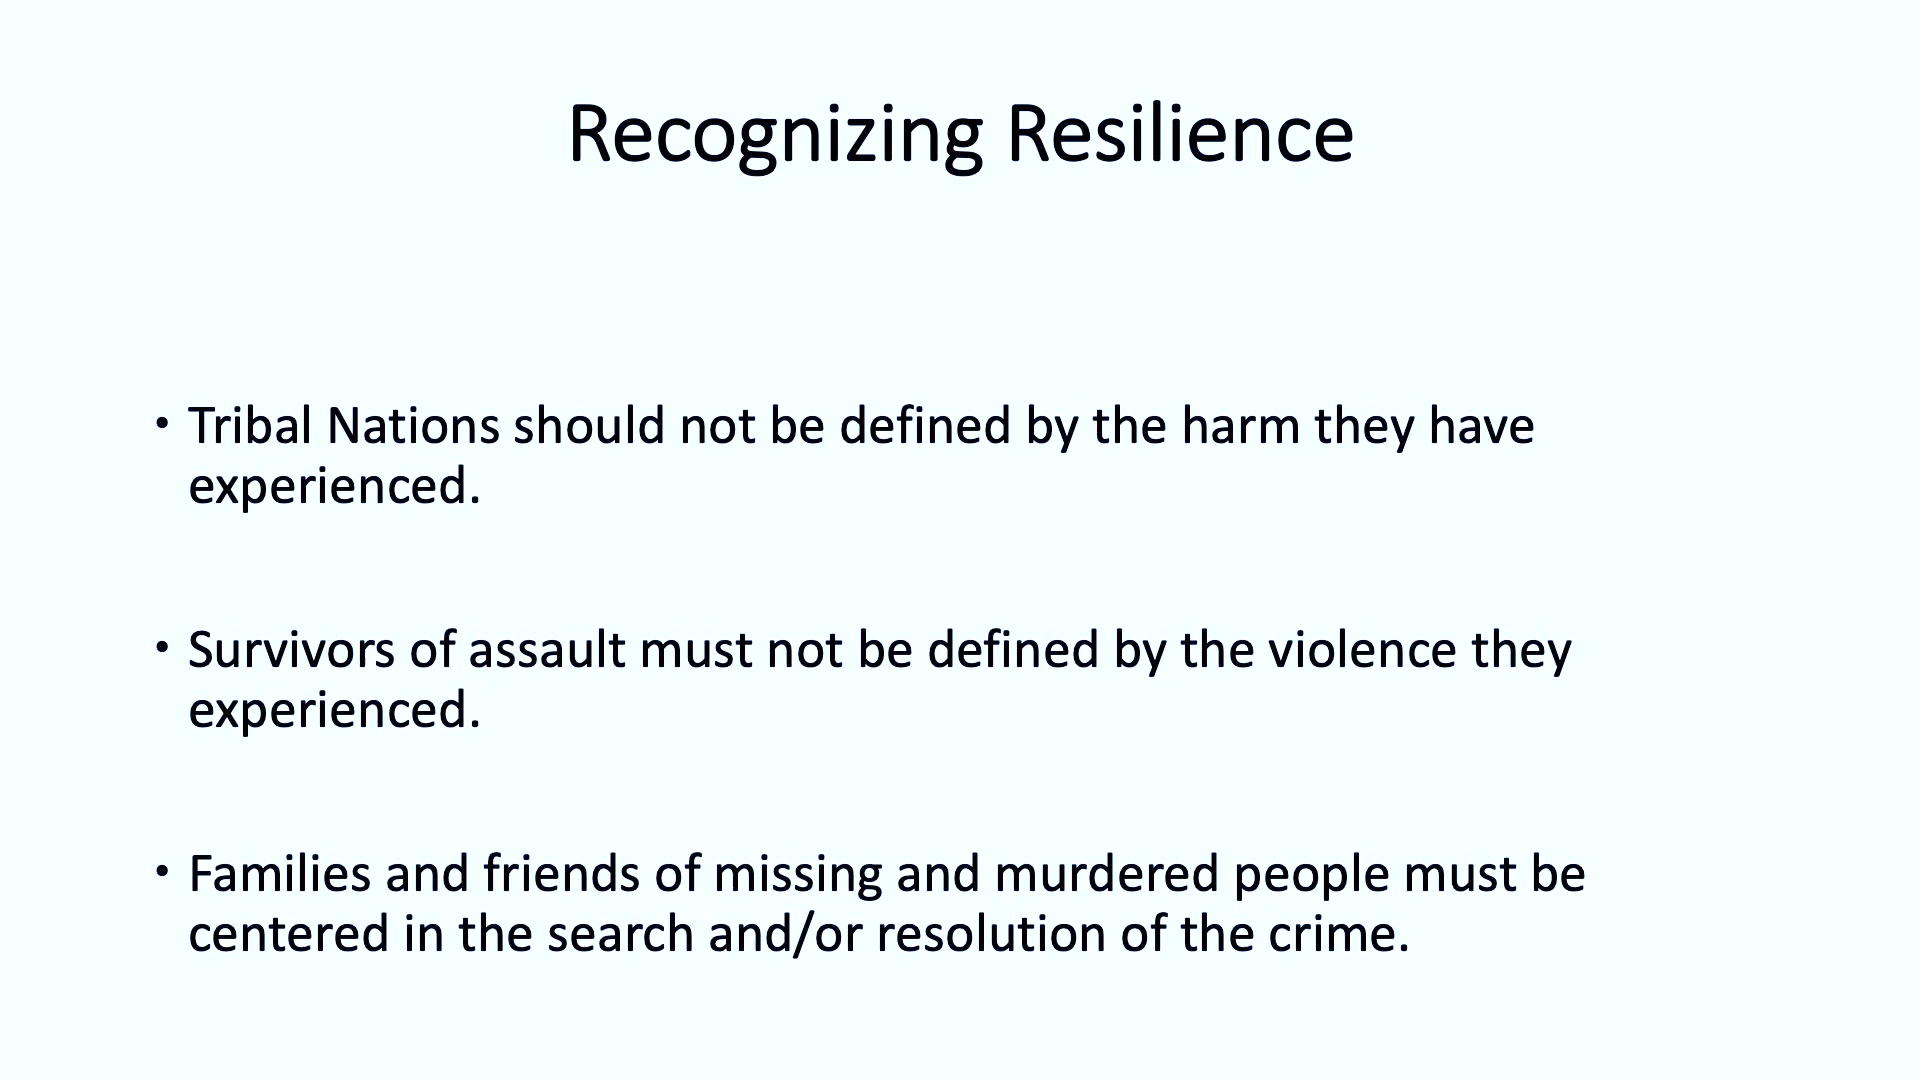 Recognizing Resilience
• Tribal Nations should not be defined by the harm they have
experienced.
• Survivors of assault must not be defined by the violence they
experienced.
• Families and friends of missing and murdered people must be
centered in the search and/or resolution of the crime.